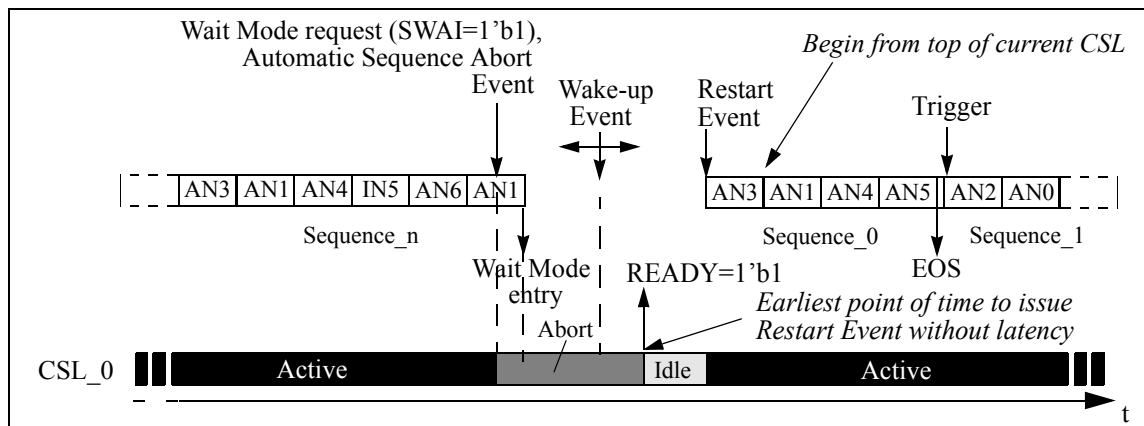 Wait Mode request (SWAI=1’b1),
Automatic Sequence Abort
Event
Wake-up
Event
Restart
Event
Begin from top of current CSL
Trigger
AN3 AN1 AN4 IN5 AN6 AN1
AN3 AN1 AN4 AN5 AN2 AN0
Sequence_n
Sequence_0
Sequence_1
Wait Mode
entry
READY=1’b1
EOS
Earliest point of time to issue
Restart Event without latency
Abort
CSL_0
Active
Idle
Active
t